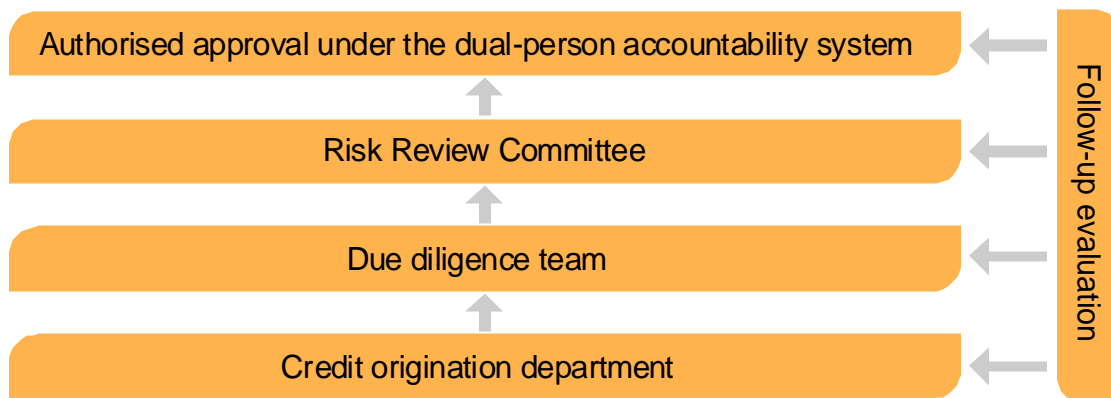 Authorised approval under the dual-person accountability system
Risk Review Committee
Due diligence team
Credit origination department
Follow-up evaluation